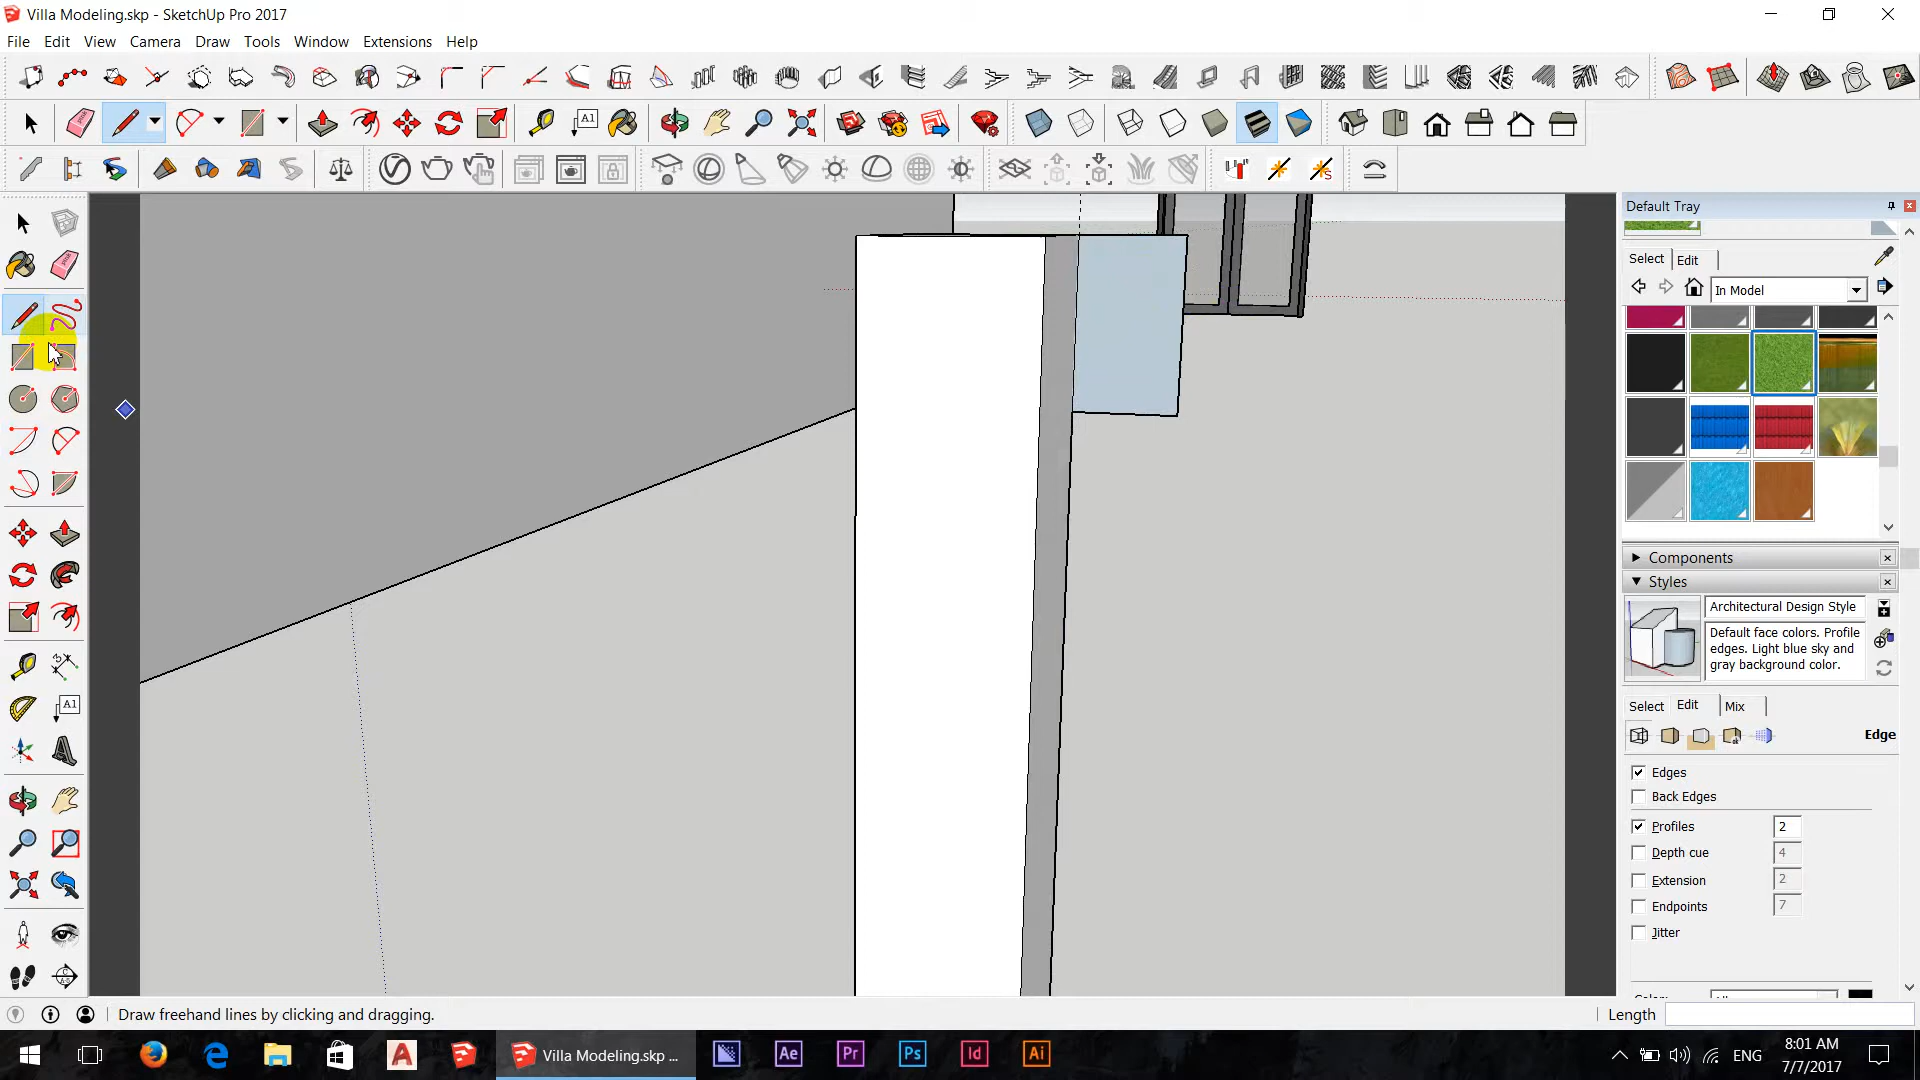 Villa Modeling.skp - SketchUp Pro 2017
File Edit View Camera Draw Tools Window Extensions Help
A1
Default Tray
Select Edit
In Model
A1
Components
Styles
Architectural Design Style
Default face colors. Profile
edges. Light blue sky and
gray background color.
Select Edit Mix
Edge
Edges
Back Edges
Profiles 2
Depth cue 4
Extension 2
Endpoints 7
Jitter
Draw freehand lines by clicking and dragging.
Length
Villa Modeling.skp ...
Ae Pr Ps Id Ai
ENG
8:01 AM
7/7/2017